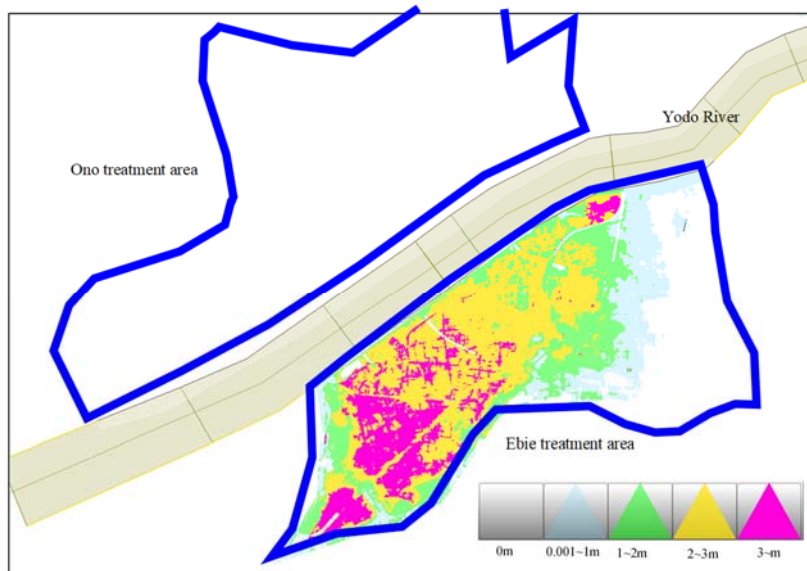 Yodo River
Ono treatment area
Ebie treatment area
0m 0.001~1m 1~2m 2~3m 3~m